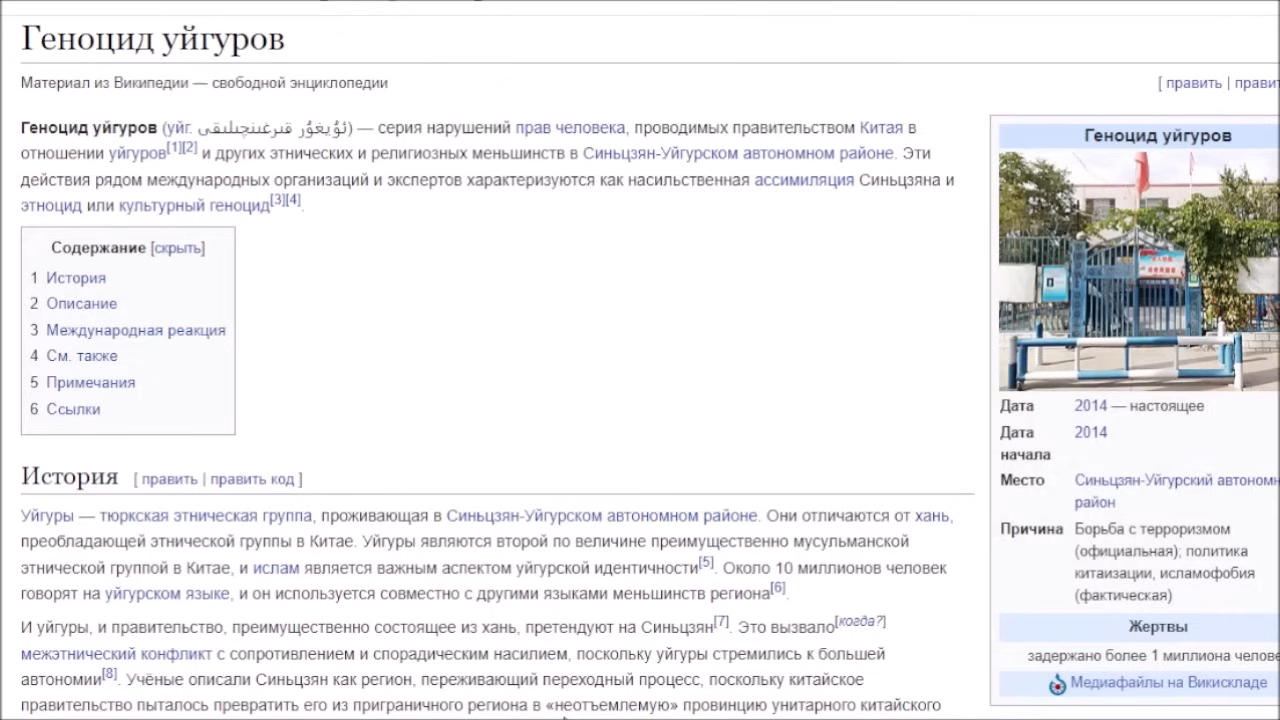 Геноцид уйгуров
Материал из Википедии — свободной энциклопедии
[ править |
Геноцид уйгуров (уйг. ئۇيغۇر قىرغىنچىلىقى) — серия нарушений прав человека, проводимых правительством Китая в
отношении уйгуров[1][2] и других этнических и религиозных меньшинств в Синьцзян-Уйгурском автономном районе. Эти
действия рядом международных организаций и экспертов характеризуются как насильственная ассимиляция Синьцзяна и
этноцид или культурный геноцид[3][4].
Содержание [скрыть]
1 История
2 Описание
3 Международная реакция
4 См. также
5 Примечания
6 Ссылки
История [ править | править код ]
Уйгуры — тюркская этническая группа, проживающая в Синьцзян-Уйгурском автономном районе. Они отличаются от хань,
преобладающей этнической группы в Китае. Уйгуры являются второй по величине преимущественно мусульманской
этнической группой в Китае, и ислам является важным аспектом уйгурской идентичности[5]. Около 10 миллионов человек
говорят на уйгурском языке, и он используется совместно с другими языками меньшинств региона[6].
И уйгуры, и правительство, преимущественно состоящее из хань, претендуют на Синьцзян[7]. Это вызвало[когда?]
межэтнический конфликт с сопротивлением и спорадическим насилием, поскольку уйгуры стремились к большей
автономии[8]. Учёные описали Синьцзян как регион, переживающий переходный процесс, поскольку китайское
правительство пыталось превратить его из приграничного региона в «неотъемлемую» провинцию унитарного китайского
Геноцид уйгуров
Дата 2014 — настоящее
Дата начала 2014
Место Синьцзян-Уйгурский автономн
район
Причина Борьба с терроризмом
(официальная); политика
китаизации, исламофобия
(фактическая)
Жертвы
задержано более 1 миллиона челове
Медиафайлы на Викискладе